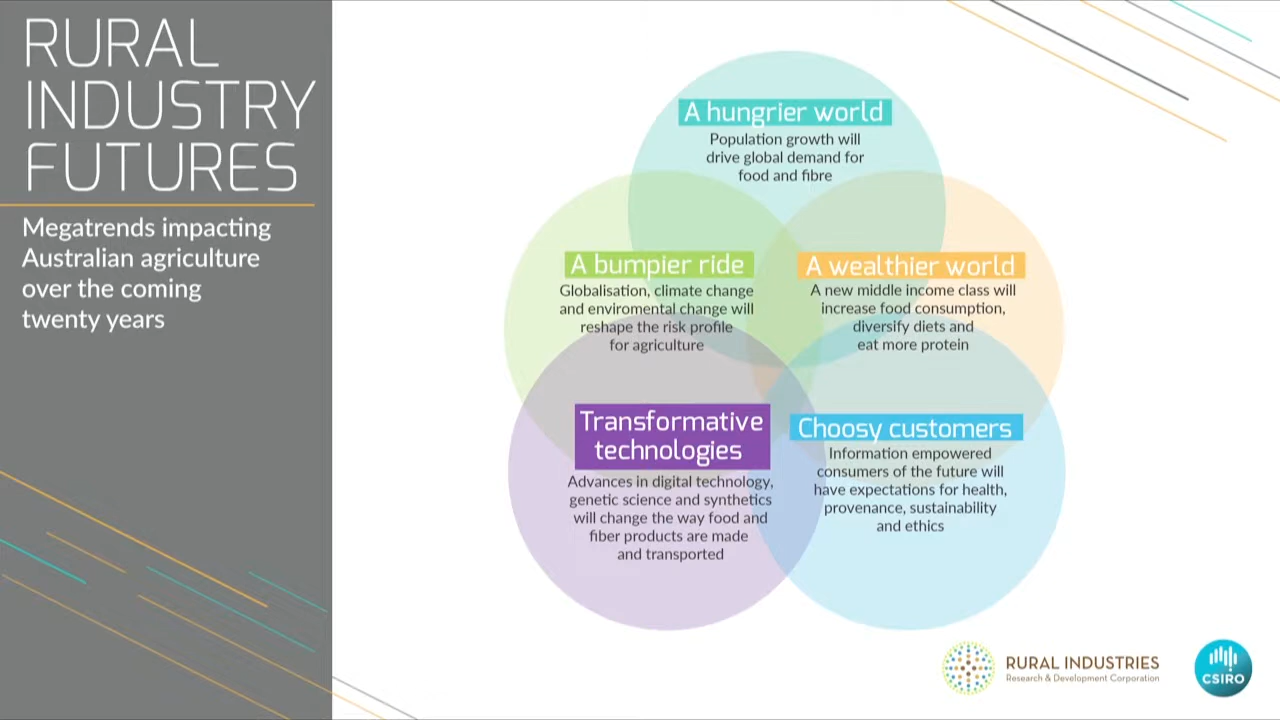 RURAL
INDUSTRY
FUTURES
Megatrends impacting
Australian agriculture
over the coming
twenty years
A hungrier world
Population growth will
drive global demand for
food and fibre
A bumpier ride
Globalisation, climate change
and enviromental change will
reshape the risk profile
for agriculture
A wealthier world
A new middle income class will
increase food consumption,
diversify diets and
eat more protein
Transformative
technologies
Advances in digital technology,
genetic science and synthetics
will change the way food and
fiber products are made
and transported
Choosy customers
Information empowered
consumers of the future will
have expectations for health,
provenance, sustainability
and ethics
RURAL INDUSTRIES
Research & Development Corporation
CSIRO